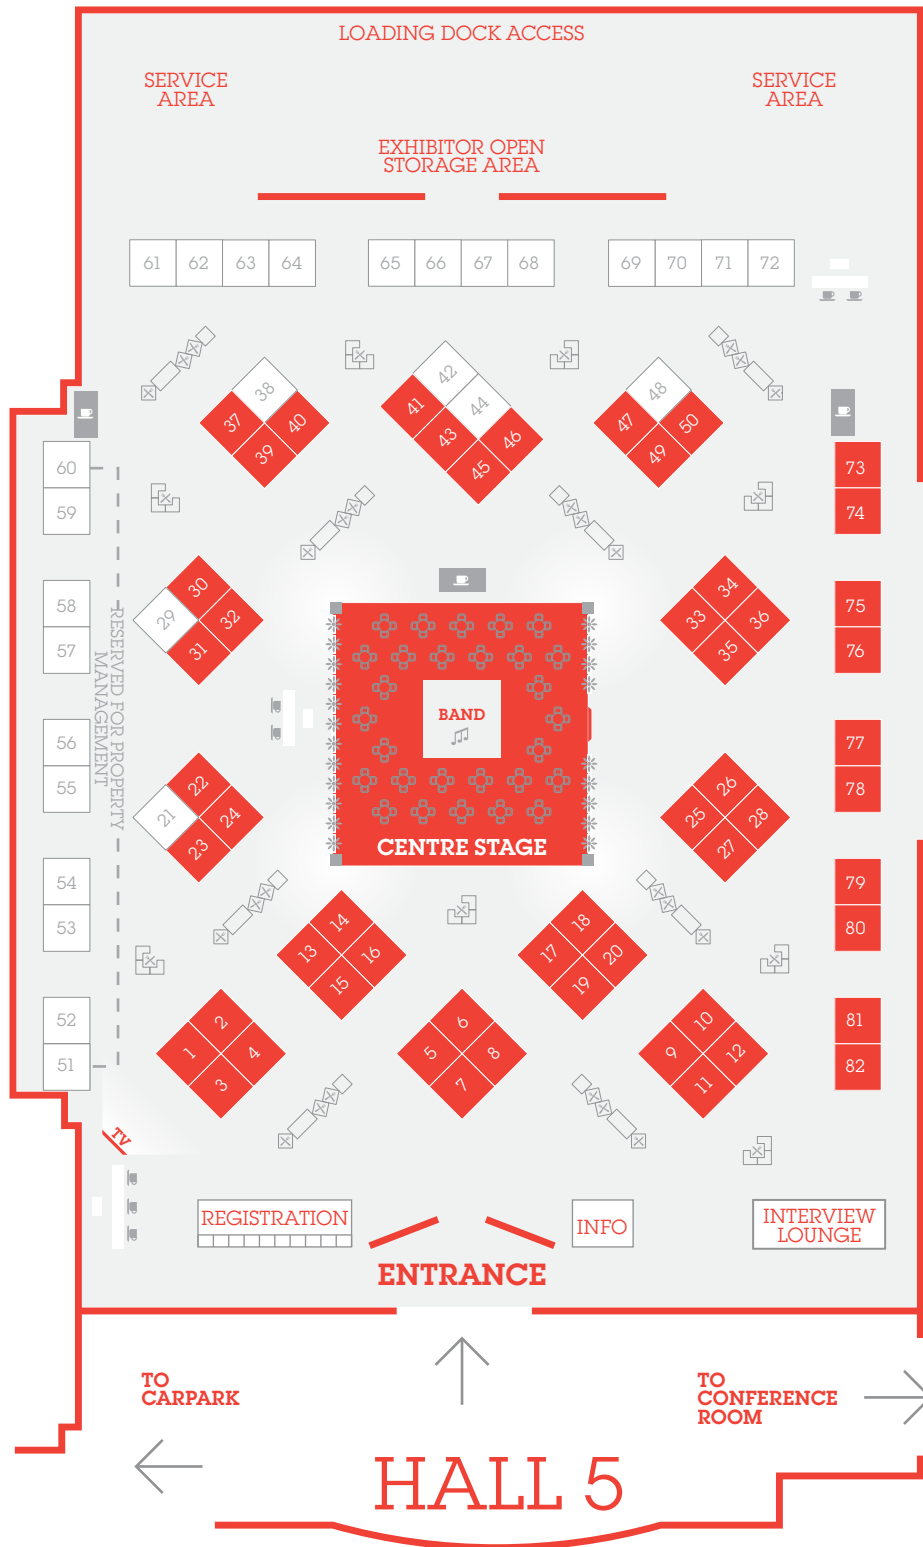 LOADING DOCK ACCESS
SERVICE
AREA
SERVICE
AREA
EXHIBITOR OPEN
STORAGE AREA
61 62 63 64
65 66 67 68
69 70 71 72
38
37 40
39
42
41 44
43 46
45
48
47 50
49
60
59
58
57
56
55
54
53
52
51
RESERVED FOR PROPERTY
MANAGEMENT
73
74
75
76
77
78
79
80
81
82
30
29 32
31
34
33 36
35
22
21 24
23
26
25 28
27
BAND
CENTRE STAGE
14
13 16
15
18
17 20
19
2
1 4
3
6
5 8
7
10
9 12
11
TV
REGISTRATION
INFO
INTERVIEW
LOUNGE
ENTRANCE
TO
CARPARK
TO
CONFERENCE
ROOM
HALL 5